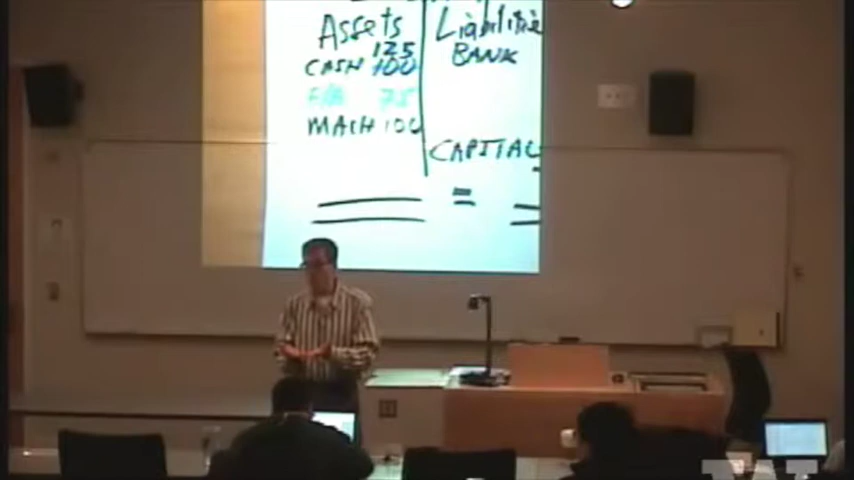 Assets Liabilities
125
CASH 100 BANK
75
MACH 100
CAPITAL
=